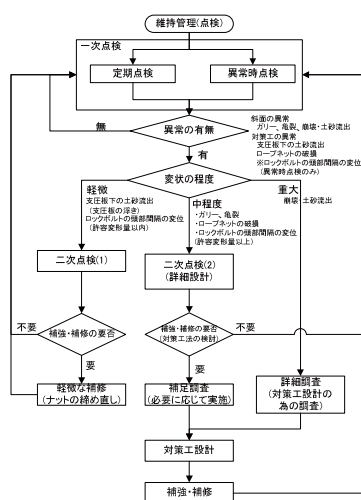 維持管理(点検)
一次点検
定期点検
異常時点検
異常の有無
無
有
斜面の異常
ガリー、亀裂、崩壊・土砂流出
対策工の異常
支圧板下の土砂流出
ロープネットの破損
※ロックボルトの頭部間隔の変位
(異常時点検のみ)
変状の程度
軽微
支圧板下の土砂流出
(支圧板の浮き)
ロックボルトの頭部間隔の変位
(許容変形量以内)
中程度
・ガリー、亀裂
・ロープネットの破損
・ロックボルトの頭部間隔の変位
(許容変形量以上)
重大
崩壊・土砂流出
二次点検(1)
二次点検(2)
(詳細設計)
不要
補強・補修の要否
要
補強・補修の要否
(対策工法の検討)
不要
要
軽微な補修
(ナットの締め直し)
補足調査
(必要に応じて実施)
詳細調査
(対策工設計の
為の調査)
対策工設計
補強・補修